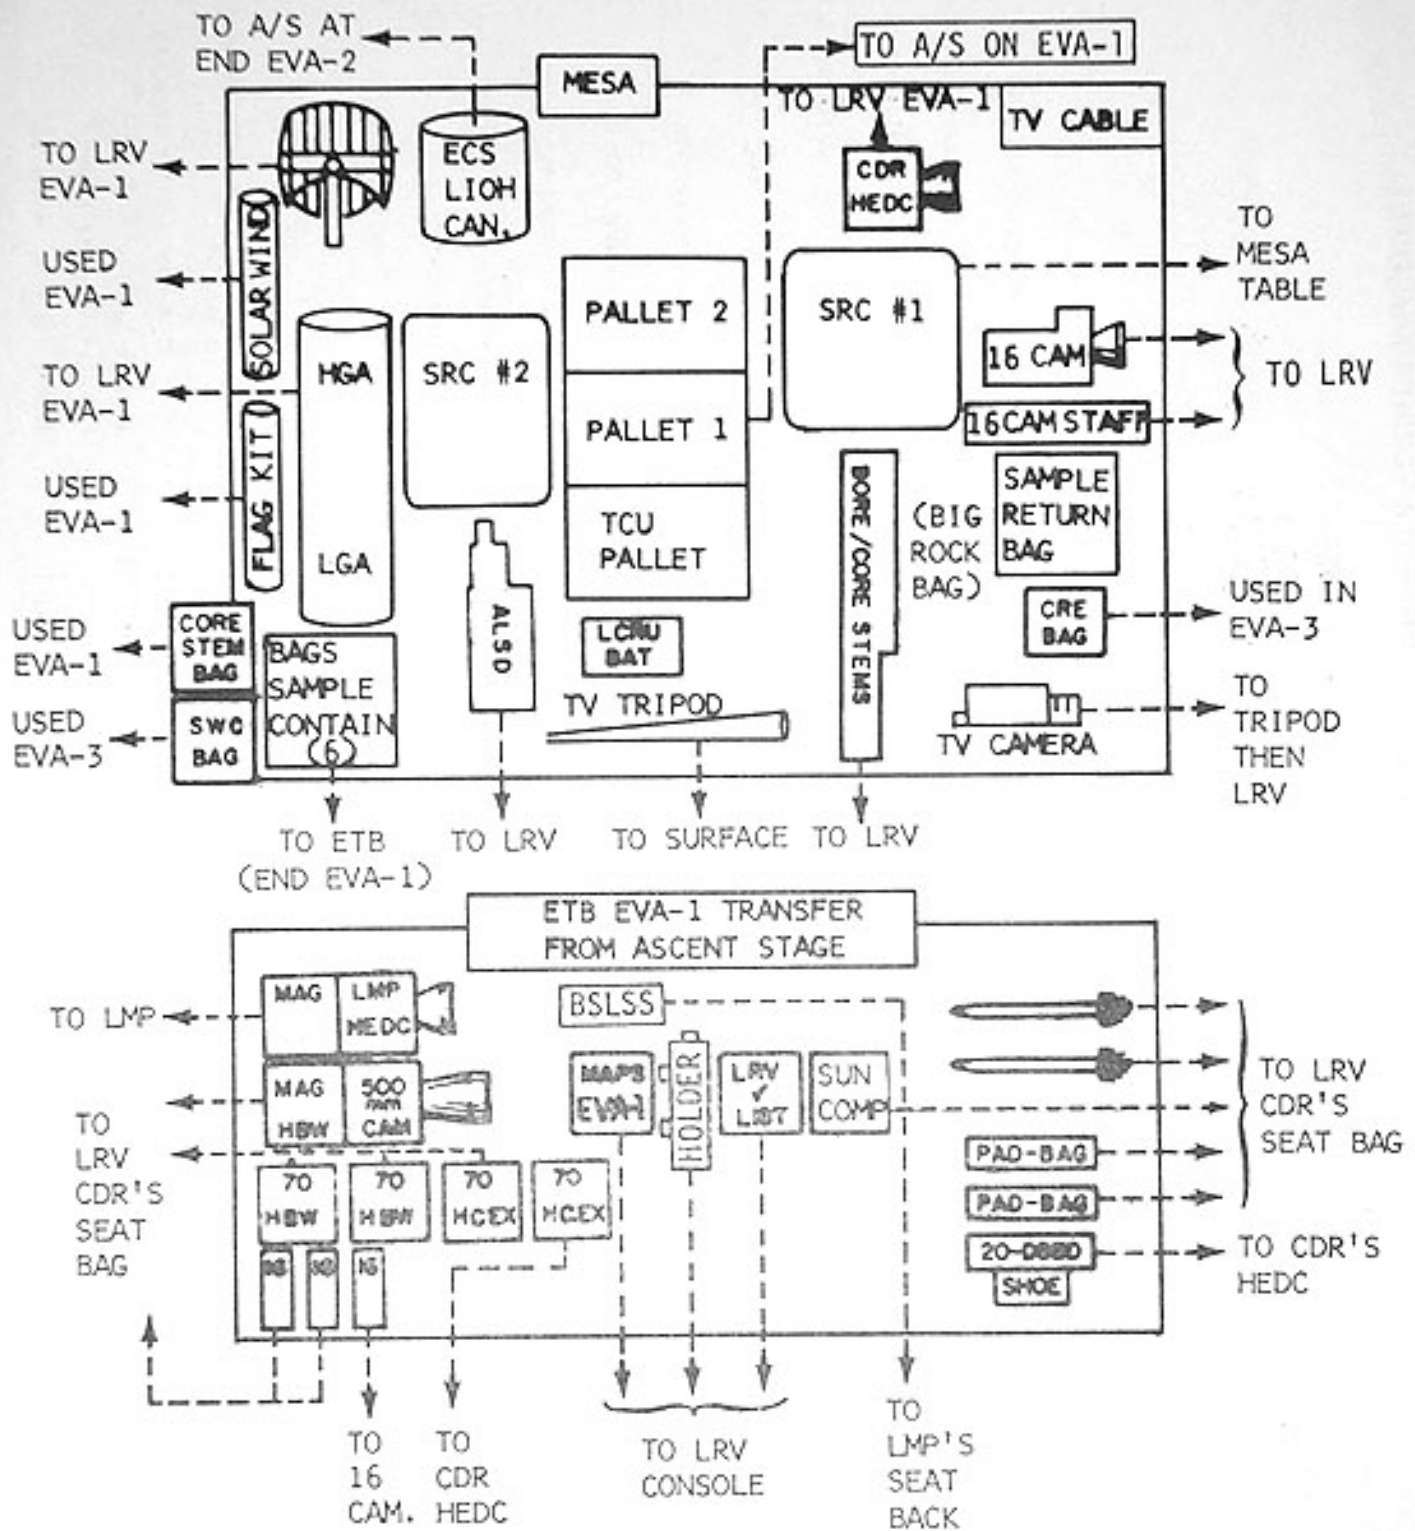 TO A/S AT
END EVA-2
MESA
TO A/S ON EVA-1
TO LRV EVA-1
TV CABLE
TO LRV
EVA-1
ECS
LIOH
CAN.
CDR
HEDC
SOLAR WIND
USED
EVA-1
TO
MESA
TABLE
PALLET 2
SRC #1
16 CAM
TO LRV
TO LRV
EVA-1
HGA
LGA
SRC #2
PALLET 1
16 CAM STAFF
FLAG KIT
USED
EVA-1
TCU
PALLET
BORE/CORE STEMS
(BIG
ROCK
BAG)
SAMPLE
RETURN
BAG
ALSD
LCRU
BAT
CRE
BAG
USED IN
EVA-3
USED
EVA-1
CORE
STEM
BAG
BAGS
SAMPLE
CONTAIN
(6)
TV TRIPOD
TV CAMERA
TO
TRIPOD
THEN
LRV
USED
EVA-3
SWC
BAG
TO ETB
(END EVA-1)
TO LRV
TO SURFACE
TO LRV
ETB EVA-1 TRANSFER
FROM ASCENT STAGE
TO LMP
MAG
LMP
HEDC
BSLSS
MAG
HBW
500
mm
CAM
MAPS
HOLDER
LRV
✓
LIST
SUN
COMP
TO LRV
CDR'S
SEAT BAG
TO
LRV
CDR'S
SEAT
BAG
70
HBW
70
HBW
70
HCEX
70
HCEX
PAD-BAG
PAD-BAG
16
16
16
SHOE
TO CDR'S
HEDC
TO
16
CAM.
TO
CDR
HEDC
TO LRV
CONSOLE
TO
LMP'S
SEAT
BACK